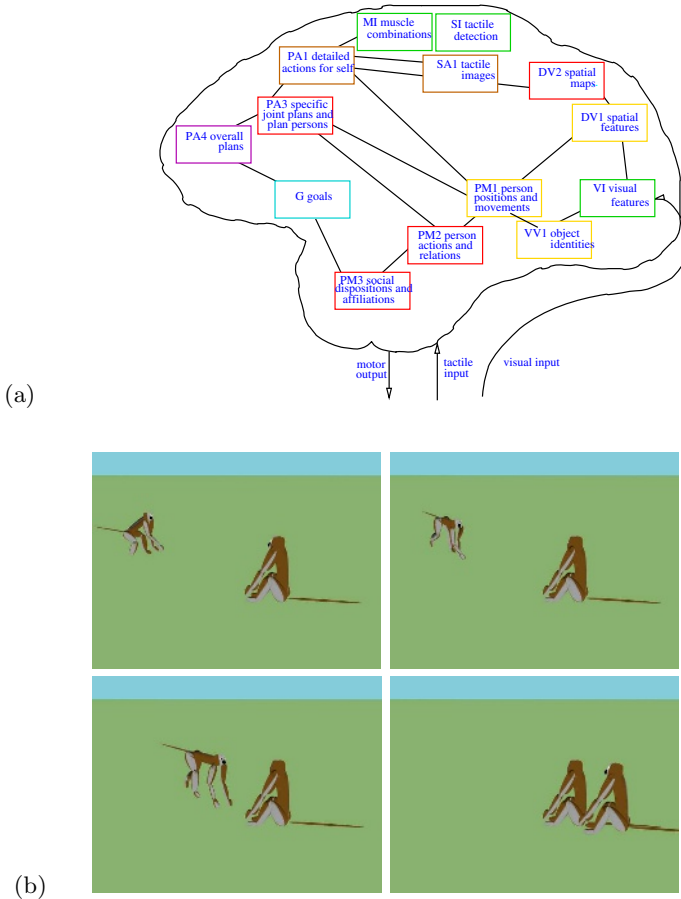 MI muscle
combinations
SI tactile
detection
PA1 detailed
actions for self
SA1 tactile
images
DV2 spatial
maps
PA3 specific
joint plans and
plan persons
DV1 spatial
features
PA4 overall
plans
G goals
PM1 person
positions and
movements
VI visual
features
VV1 object
identities
PM2 person
actions and
relations
PM3 social
dispositions and
affiliations
motor
output
tactile
input
visual input
(a)
(b)